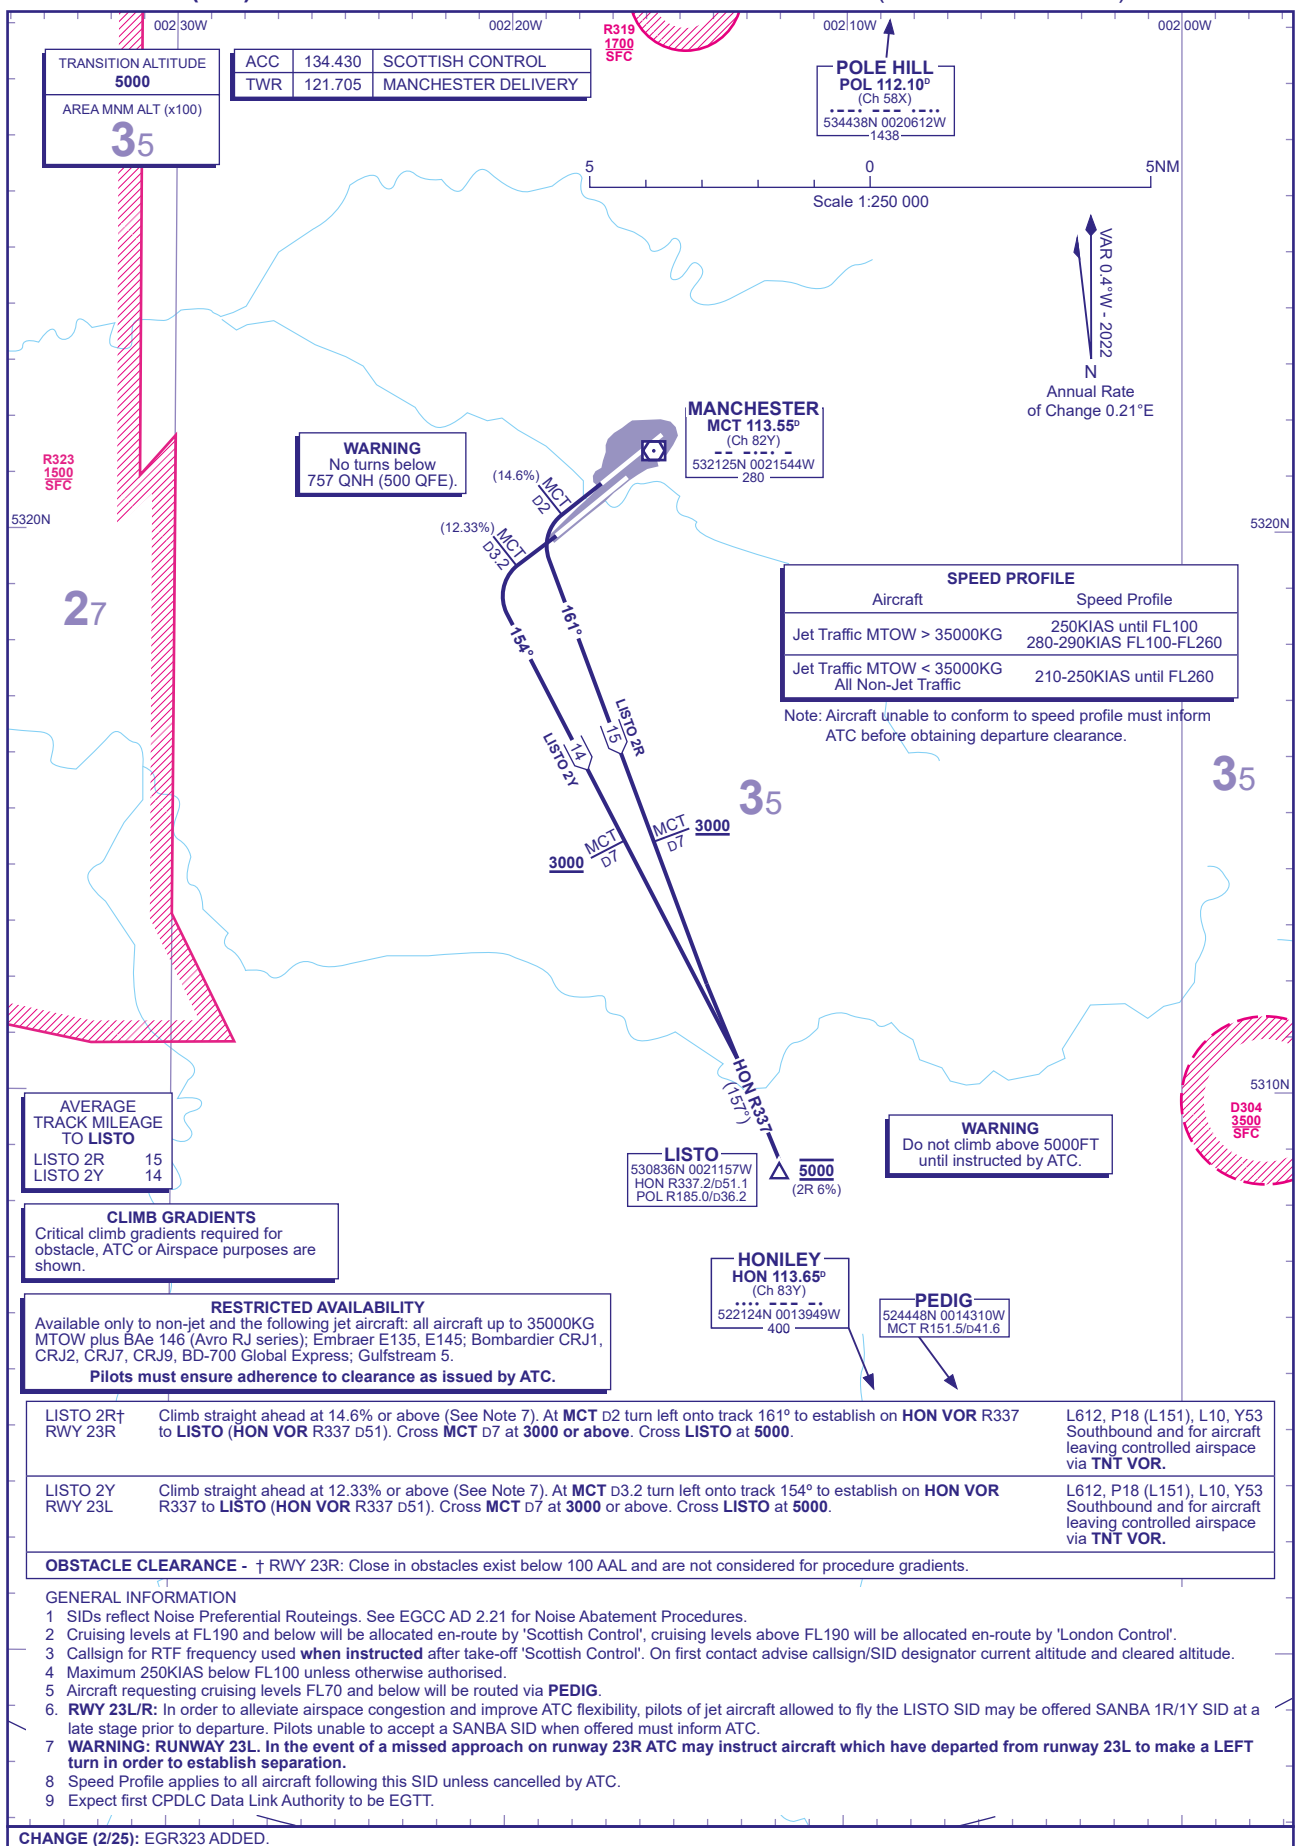 002 30W
002 20W
002 10W
002 00W
R319
1700
SFC
TRANSITION ALTITUDE
5000
AREA MNM ALT (x100)
35
ACC 134.430 SCOTTISH CONTROL
TWR 121.705 MANCHESTER DELIVERY
POLE HILL
POL 112.10ᴰ
(Ch 58X)
534438N 0020612W
1438
5 0 5NM
Scale 1:250 000
VAR 0.4°W - 2022
N
Annual Rate
of Change 0.21°E
MANCHESTER
MCT 113.55ᴰ
(Ch 82Y)
532125N 0021544W
280
WARNING
No turns below
757 QNH (500 QFE).
R323
1500
SFC
(14.6%)
MCT
D2
(12.33%)
MCT
D3.2
5320N
5320N
27
SPEED PROFILE
Aircraft Speed Profile
Jet Traffic MTOW > 35000KG 250KIAS until FL100
280-290KIAS FL100-FL260
Jet Traffic MTOW < 35000KG
All Non-Jet Traffic 210-250KIAS until FL260
Note: Aircraft unable to conform to speed profile must inform
ATC before obtaining departure clearance.
161°
154°
LISTO 2R
15
LISTO 2Y
14
35
35
MCT
D7
3000
3000
MCT
D7
HON R337
(157°)
5310N
D304
3500
SFC
AVERAGE
TRACK MILEAGE
TO LISTO
LISTO 2R 15
LISTO 2Y 14
WARNING
Do not climb above 5000FT
until instructed by ATC.
LISTO
530836N 0021157W
HON R337.2/D51.1
POL R185.0/D36.2
5000
(2R 6%)
CLIMB GRADIENTS
Critical climb gradients required for
obstacle, ATC or Airspace purposes are
shown.
HONILEY
HON 113.65ᴰ
(Ch 83Y)
522124N 0013949W
400
PEDIG
524448N 0014310W
MCT R151.5/D41.6
RESTRICTED AVAILABILITY
Available only to non-jet and the following jet aircraft: all aircraft up to 35000KG
MTOW plus BAe 146 (Avro RJ series); Embraer E135, E145; Bombardier CRJ1,
CRJ2, CRJ7, CRJ9, BD-700 Global Express; Gulfstream 5.
Pilots must ensure adherence to clearance as issued by ATC.
LISTO 2R† Climb straight ahead at 14.6% or above (See Note 7). At MCT D2 turn left onto track 161º to establish on HON VOR R337 L612, P18 (L151), L10, Y53
RWY 23R to LISTO (HON VOR R337 D51). Cross MCT D7 at 3000 or above. Cross LISTO at 5000. Southbound and for aircraft
leaving controlled airspace
via TNT VOR.
LISTO 2Y Climb straight ahead at 12.33% or above (See Note 7). At MCT D3.2 turn left onto track 154º to establish on HON VOR L612, P18 (L151), L10, Y53
RWY 23L R337 to LISTO (HON VOR R337 D51). Cross MCT D7 at 3000 or above. Cross LISTO at 5000. Southbound and for aircraft
leaving controlled airspace
via TNT VOR.
OBSTACLE CLEARANCE - † RWY 23R: Close in obstacles exist below 100 AAL and are not considered for procedure gradients.
GENERAL INFORMATION
1 SIDs reflect Noise Preferential Routeings. See EGCC AD 2.21 for Noise Abatement Procedures.
2 Cruising levels at FL190 and below will be allocated en-route by 'Scottish Control', cruising levels above FL190 will be allocated en-route by 'London Control'.
3 Callsign for RTF frequency used when instructed after take-off 'Scottish Control'. On first contact advise callsign/SID designator current altitude and cleared altitude.
4 Maximum 250KIAS below FL100 unless otherwise authorised.
5 Aircraft requesting cruising levels FL70 and below will be routed via PEDIG.
6. RWY 23L/R: In order to alleviate airspace congestion and improve ATC flexibility, pilots of jet aircraft allowed to fly the LISTO SID may be offered SANBA 1R/1Y SID at a
late stage prior to departure. Pilots unable to accept a SANBA SID when offered must inform ATC.
7 WARNING: RUNWAY 23L. In the event of a missed approach on runway 23R ATC may instruct aircraft which have departed from runway 23L to make a LEFT
turn in order to establish separation.
8 Speed Profile applies to all aircraft following this SID unless cancelled by ATC.
9 Expect first CPDLC Data Link Authority to be EGTT.
CHANGE (2/25): EGR323 ADDED.